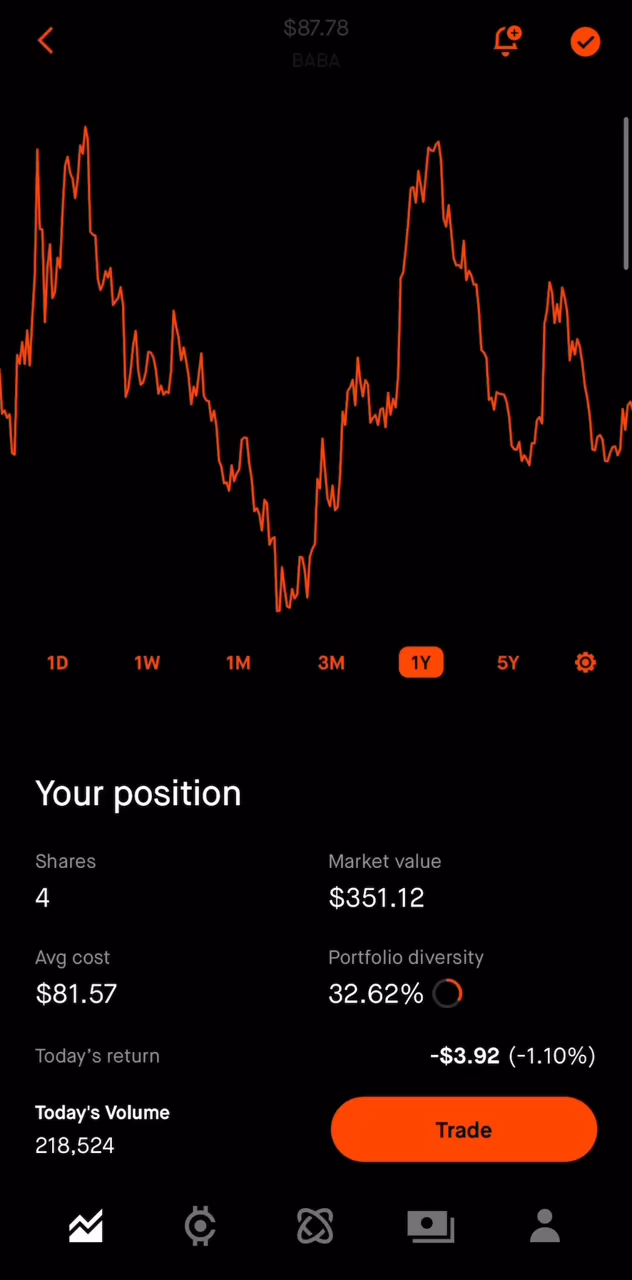 $87.78
BABA
1D 1W 1M 3M 1Y 5Y
Your position
Shares Market value
4 $351.12
Avg cost Portfolio diversity
$81.57 32.62%
Today’s return -$3.92 (-1.10%)
Today's Volume
218,524
Trade